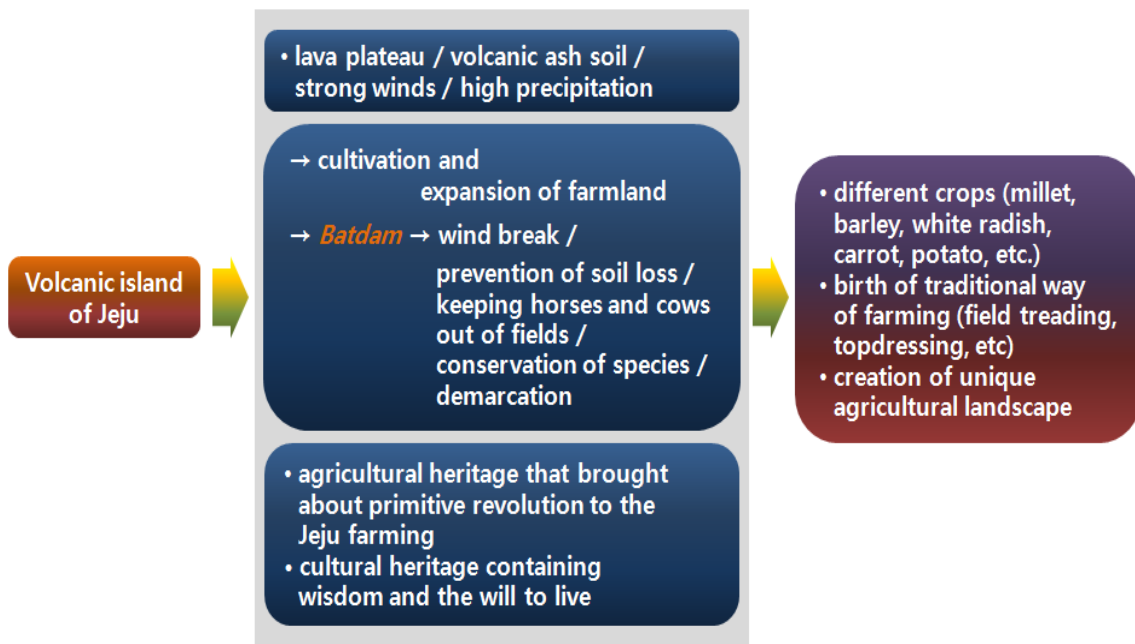 Volcanic island
of Jeju
• lava plateau / volcanic ash soil /
strong winds / high precipitation
→ cultivation and
expansion of farmland
→ Batdam → wind break /
prevention of soil loss /
keeping horses and cows
out of fields /
conservation of species /
demarcation
• agricultural heritage that brought
about primitive revolution to the
Jeju farming
• cultural heritage containing
wisdom and the will to live
• different crops (millet,
barley, white radish,
carrot, potato, etc.)
• birth of traditional way
of farming (field treading,
topdressing, etc)
• creation of unique
agricultural landscape